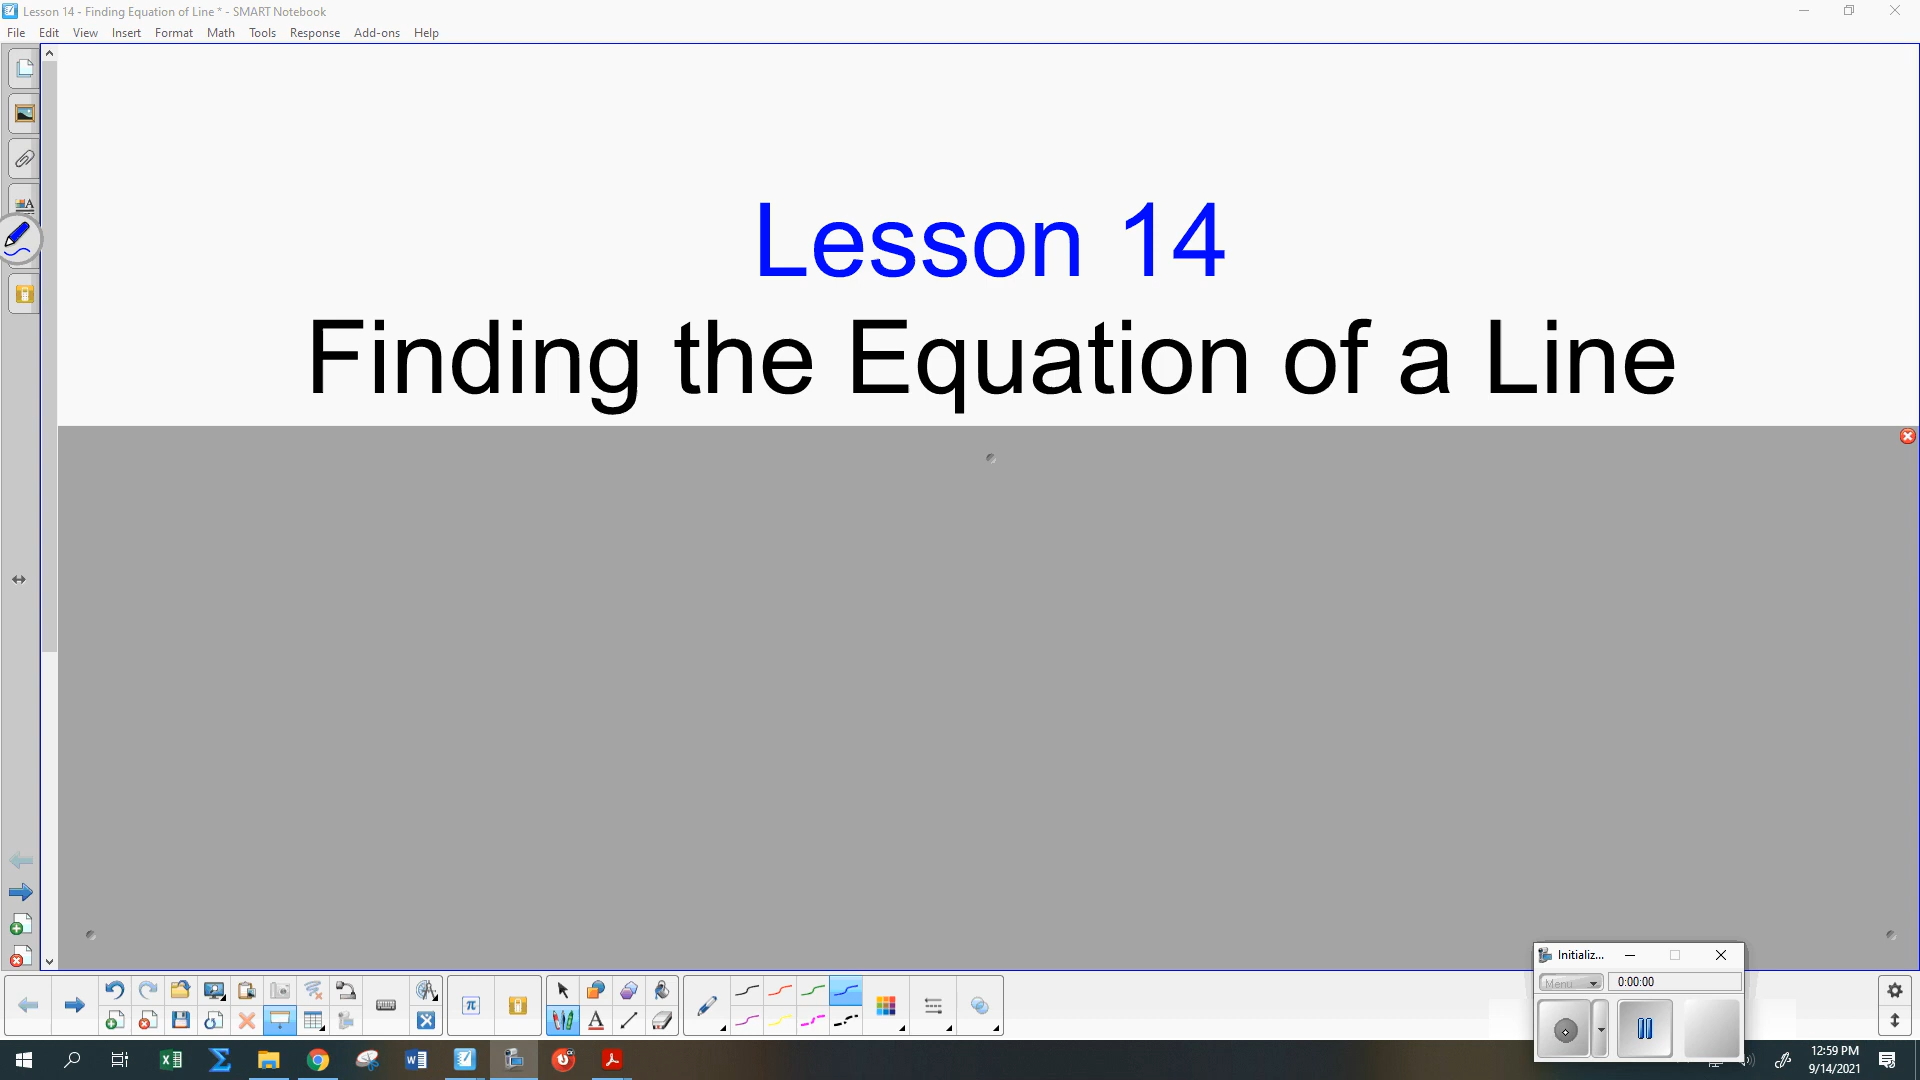 Lesson 14 - Finding Equation of Line * - SMART Notebook
File Edit View Insert Format Math Tools Response Add-ons Help
Lesson 14
Finding the Equation of a Line
Initializ...
Menu 0:00:00
12:59 PM
9/14/2021